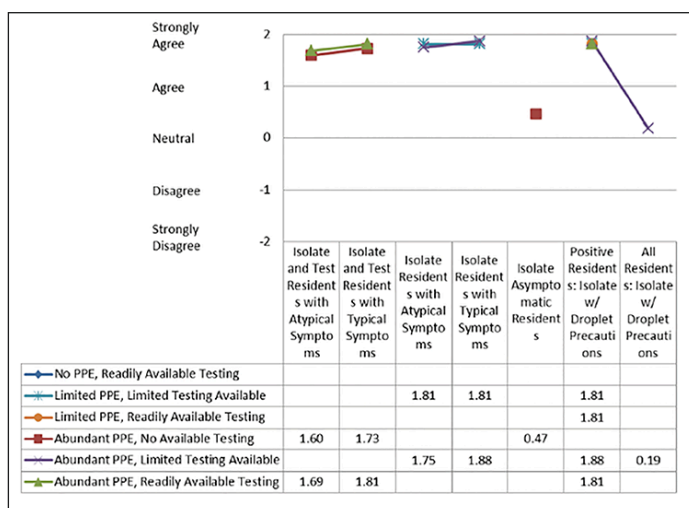 Strongly
Agree
2
Agree
1
Neutral
0
Disagree
-1
Strongly
Disagree
-2
Isolate
and Test
Resident
s with
Atypical
Sympto
ms
Isolate
and Test
Resident
s with
Typical
Sympto
ms
Isolate
Resident
s with
Atypical
Sympto
ms
Isolate
Resident
s with
Typical
Sympto
ms
Isolate
Asympto
matic
Resident
s
Positive
Resident
s: Isolate
w/
Droplet
Precauti
ons
All
Resident
s: Isolate
w/
Droplet
Precauti
ons
No PPE, Readily Available Testing
Limited PPE, Limited Testing Available 1.81 1.81 1.81
Limited PPE, Readily Available Testing 1.81
Abundant PPE, No Available Testing 1.60 1.73 0.47
Abundant PPE, Limited Testing Available 1.75 1.88 1.88 0.19
Abundant PPE, Readily Available Testing 1.69 1.81 1.81